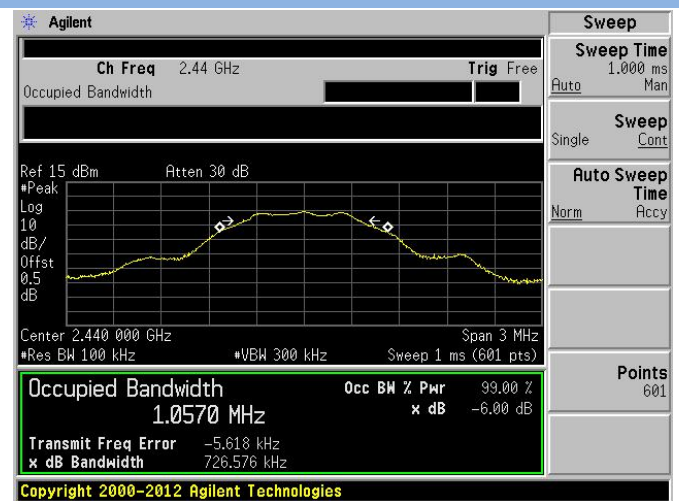 Agilent
Sweep
Ch Freq 2.44 GHz Trig Free
Occupied Bandwidth
Sweep Time
1.000 ms
Auto Man
Sweep
Single Cont
Auto Sweep
Time
Norm Accy
Points
601
Ref 15 dBm Atten 30 dB
#Peak
Log
10
dB/
Offst
0.5
dB
Center 2.440 000 GHz Span 3 MHz
#Res BW 100 kHz #VBW 300 kHz Sweep 1 ms (601 pts)
Occupied Bandwidth Occ BW % Pwr 99.00 %
1.0570 MHz x dB -6.00 dB
Transmit Freq Error -5.618 kHz
x dB Bandwidth 726.576 kHz
Copyright 2000-2012 Agilent Technologies